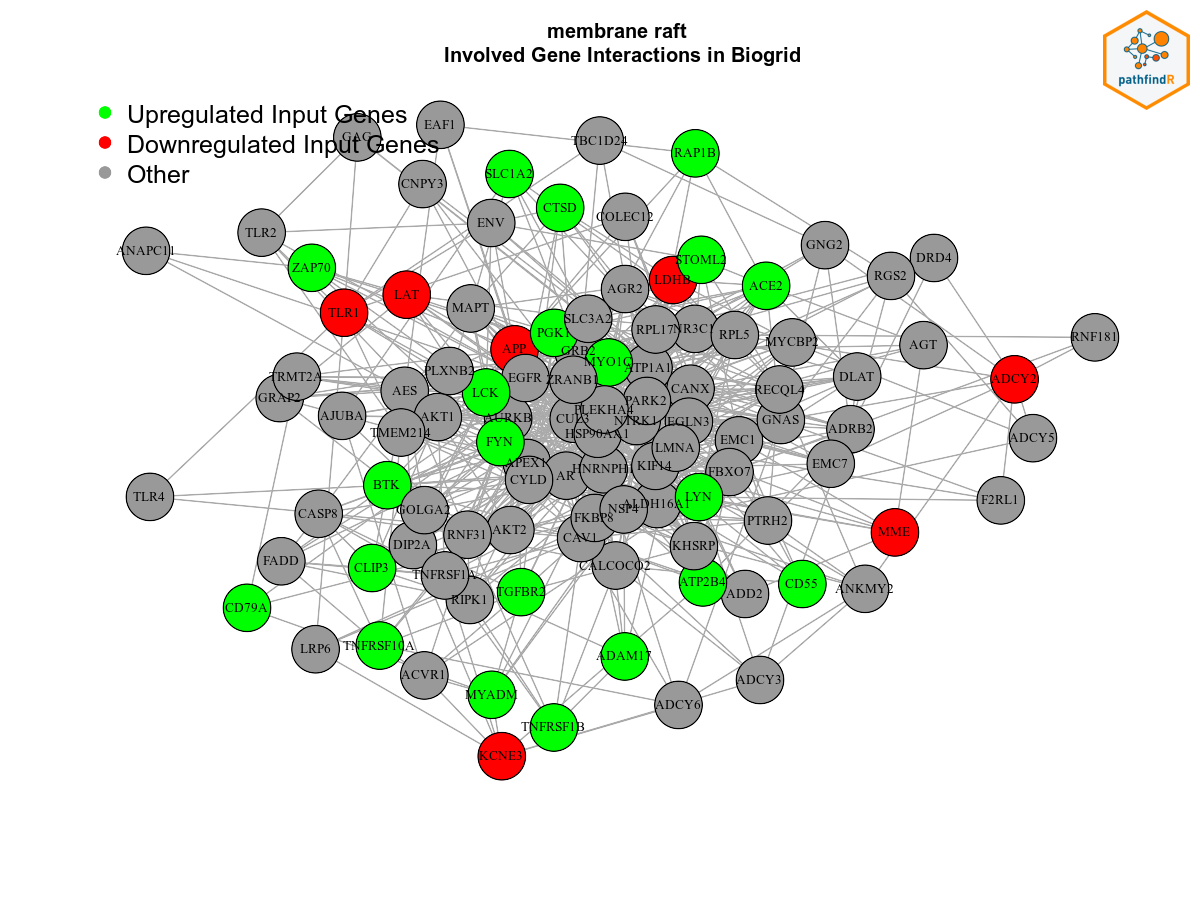 membrane raft
Involved Gene Interactions in Biogrid
pathfindR
Upregulated Input Genes
Downregulated Input Genes
Other
EAF1
GAG
TBC1D24
RAP1B
SLC1A2
CNPY3
CTSD
COLEC12
ENV
TLR2
GNG2
ANAPC11
DRD4
STOML2
ZAP70
RGS2
LDHB
ACE2
AGR2
LAT
MAPT
TLR1
SLC3A2
RPL17
NR3C1
PGK1
RPL5
RNF181
MYCBP2
AGT
APP
GRB2
MYO1C
ATP1A1
PLXNB2
TRMT2A
EGFR
ZRANB1
DLAT
ADCY2
CANX
RECQL4
AES
LCK
GRAP2
PARK2
PLEKHA4
AJUBA
AKT1
AURKB
CUL3
NTRK1
EGLN3
GNAS
ADRB2
TMEM214
HSP90AA1
ADCY5
FYN
EMC1
LMNA
APEX1
EMC7
KIF14
HNRNPH1
FBXO7
AR
CYLD
BTK
TLR4
LYN
F2RL1
ALDH16A1
GOLGA2
NSP4
CASP8
FKBP8
PTRH2
AKT2
MME
RNF31
CAV1
DIP2A
KHSRP
FADD
CALCOCO2
CLIP3
TNFRSF1A
ATP2B4
CD55
ANKMY2
TGFBR2
ADD2
RIPK1
CD79A
TNFRSF10A
LRP6
ADAM17
ACVR1
ADCY3
MYADM
ADCY6
TNFRSF1B
KCNE3